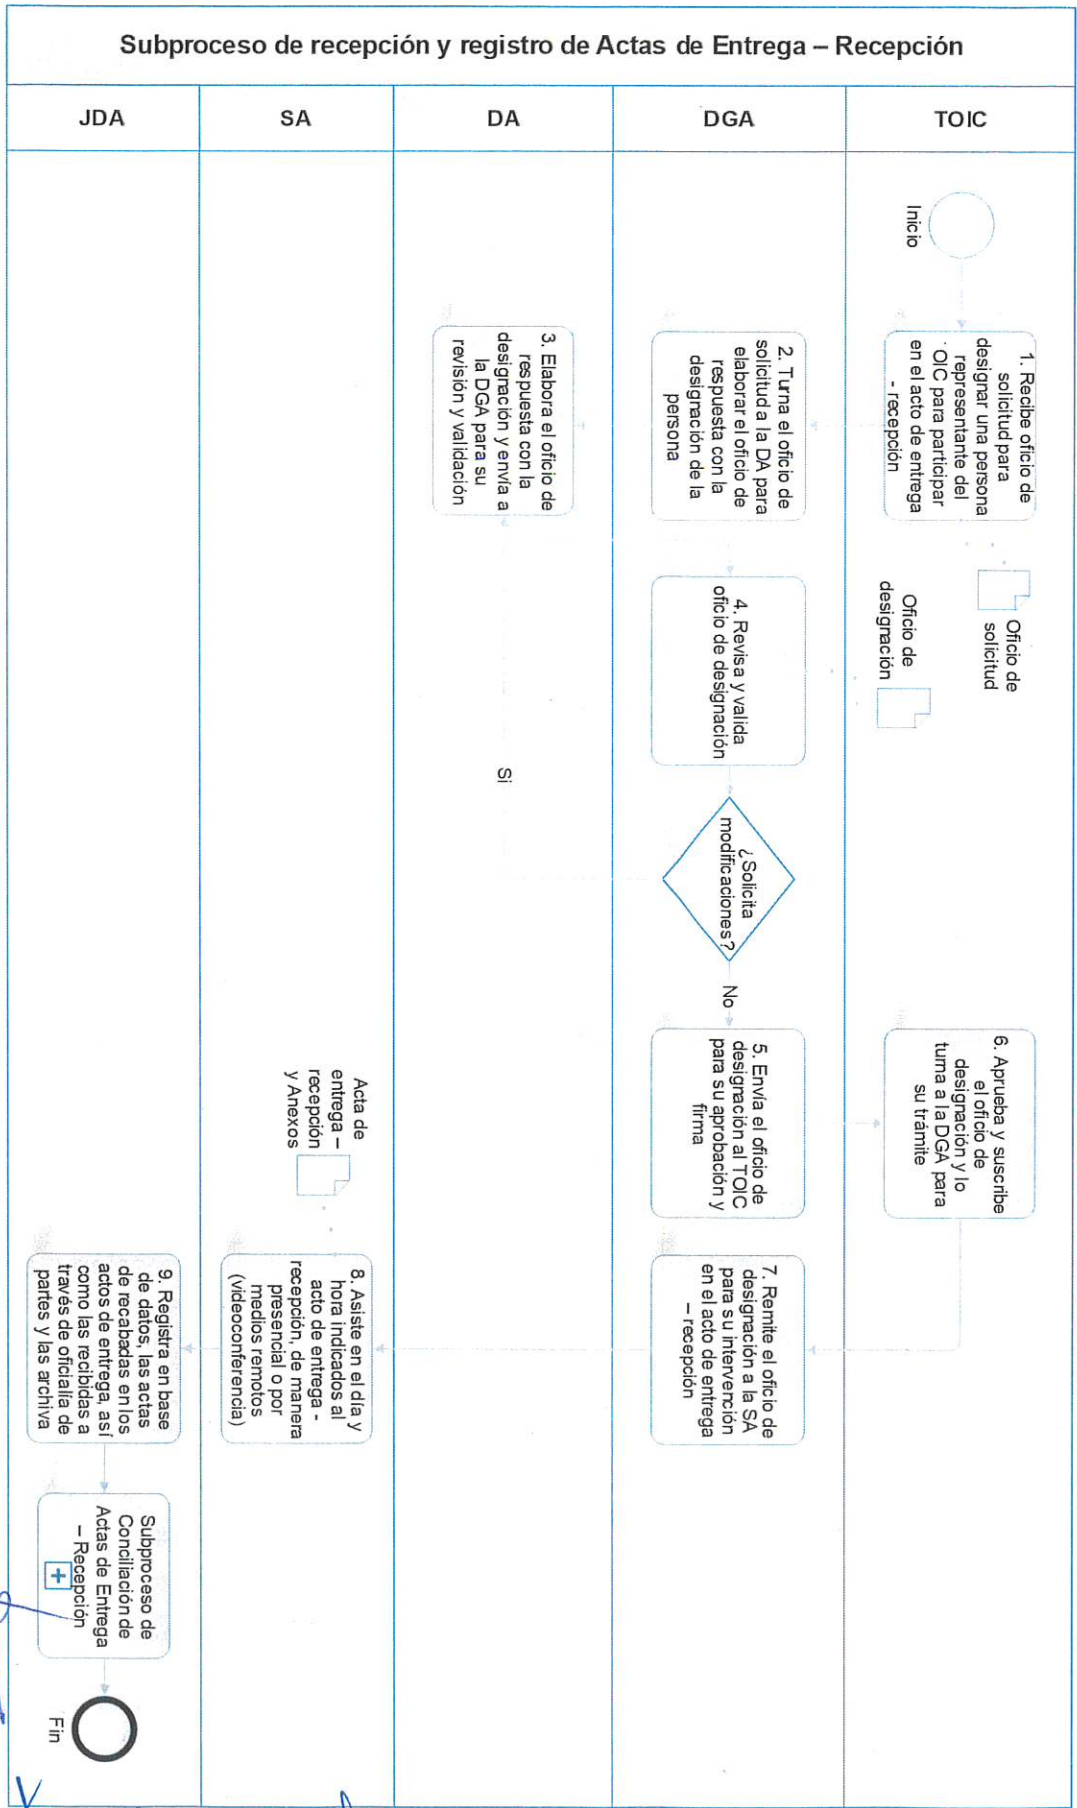 Subproceso de recepción y registro de Actas de Entrega – Recepción
JDA
SA
DA
DGA
TOIC
Inicio
1. Recibe oficio de
solicitud para
designar una persona
representante del
OIC para participar
en el acto de entrega
- recepción
Oficio de
solicitud
2. Turna el oficio de
solicitud a la DA para
elaborar el oficio de
respuesta con la
designación de la
persona
3. Elabora el oficio de
respuesta con la
designación y envía a
la DGA para su
revisión y validación
Oficio de
designación
4. Revisa y valida
oficio de designación
¿Solicita
modificaciones?
Si
No
5. Envía el oficio de
designación al TOIC
para su aprobación y
firma
6. Aprueba y suscribe
el oficio de
designación y lo
turna a la DGA para
su trámite
7. Remite el oficio de
designación a la SA
para su intervención
en el acto de entrega
– recepción
Acta de
entrega –
recepción
y Anexos
8. Asiste en el día y
hora indicados al
acto de entrega -
recepción, de manera
presencial o por
medios remotos
(videoconferencia)
9. Registra en base
de datos, las actas
de recabadas en los
actos de entrega, así
como las recibidas a
través de oficialía de
partes y las archiva
Subproceso de
Conciliación de
Actas de Entrega
– Recepción
+
Fin